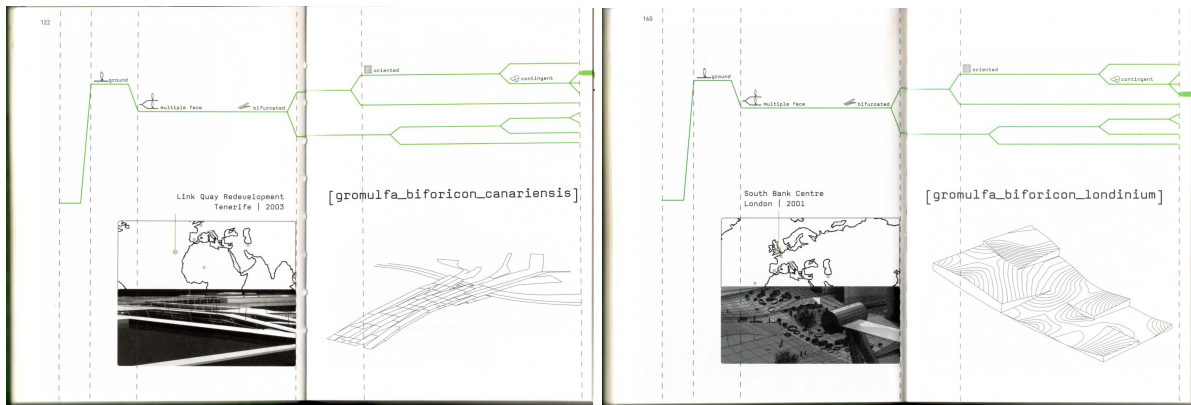 122
ground
multiple face
bifurcated
oriented
contingent
Link Quay Redevelopment
Tenerife | 2003
[gromulfa_biforicon_canariensis]
160
ground
multiple face
bifurcated
oriented
contingent
South Bank Centre
London | 2001
[gromulfa_biforicon_londinium]